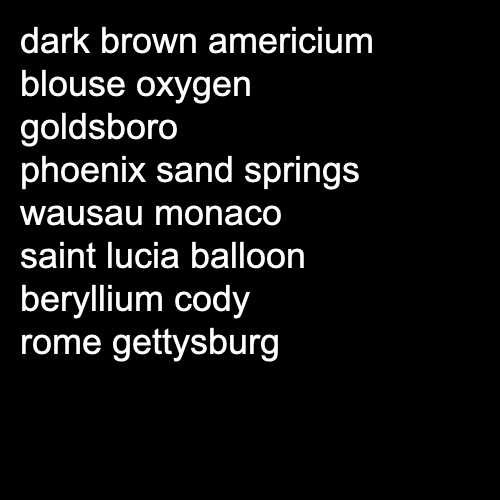 dark brown americium
blouse oxygen
goldsboro
phoenix sand springs
wausau monaco
saint lucia balloon
beryllium cody
rome gettysburg